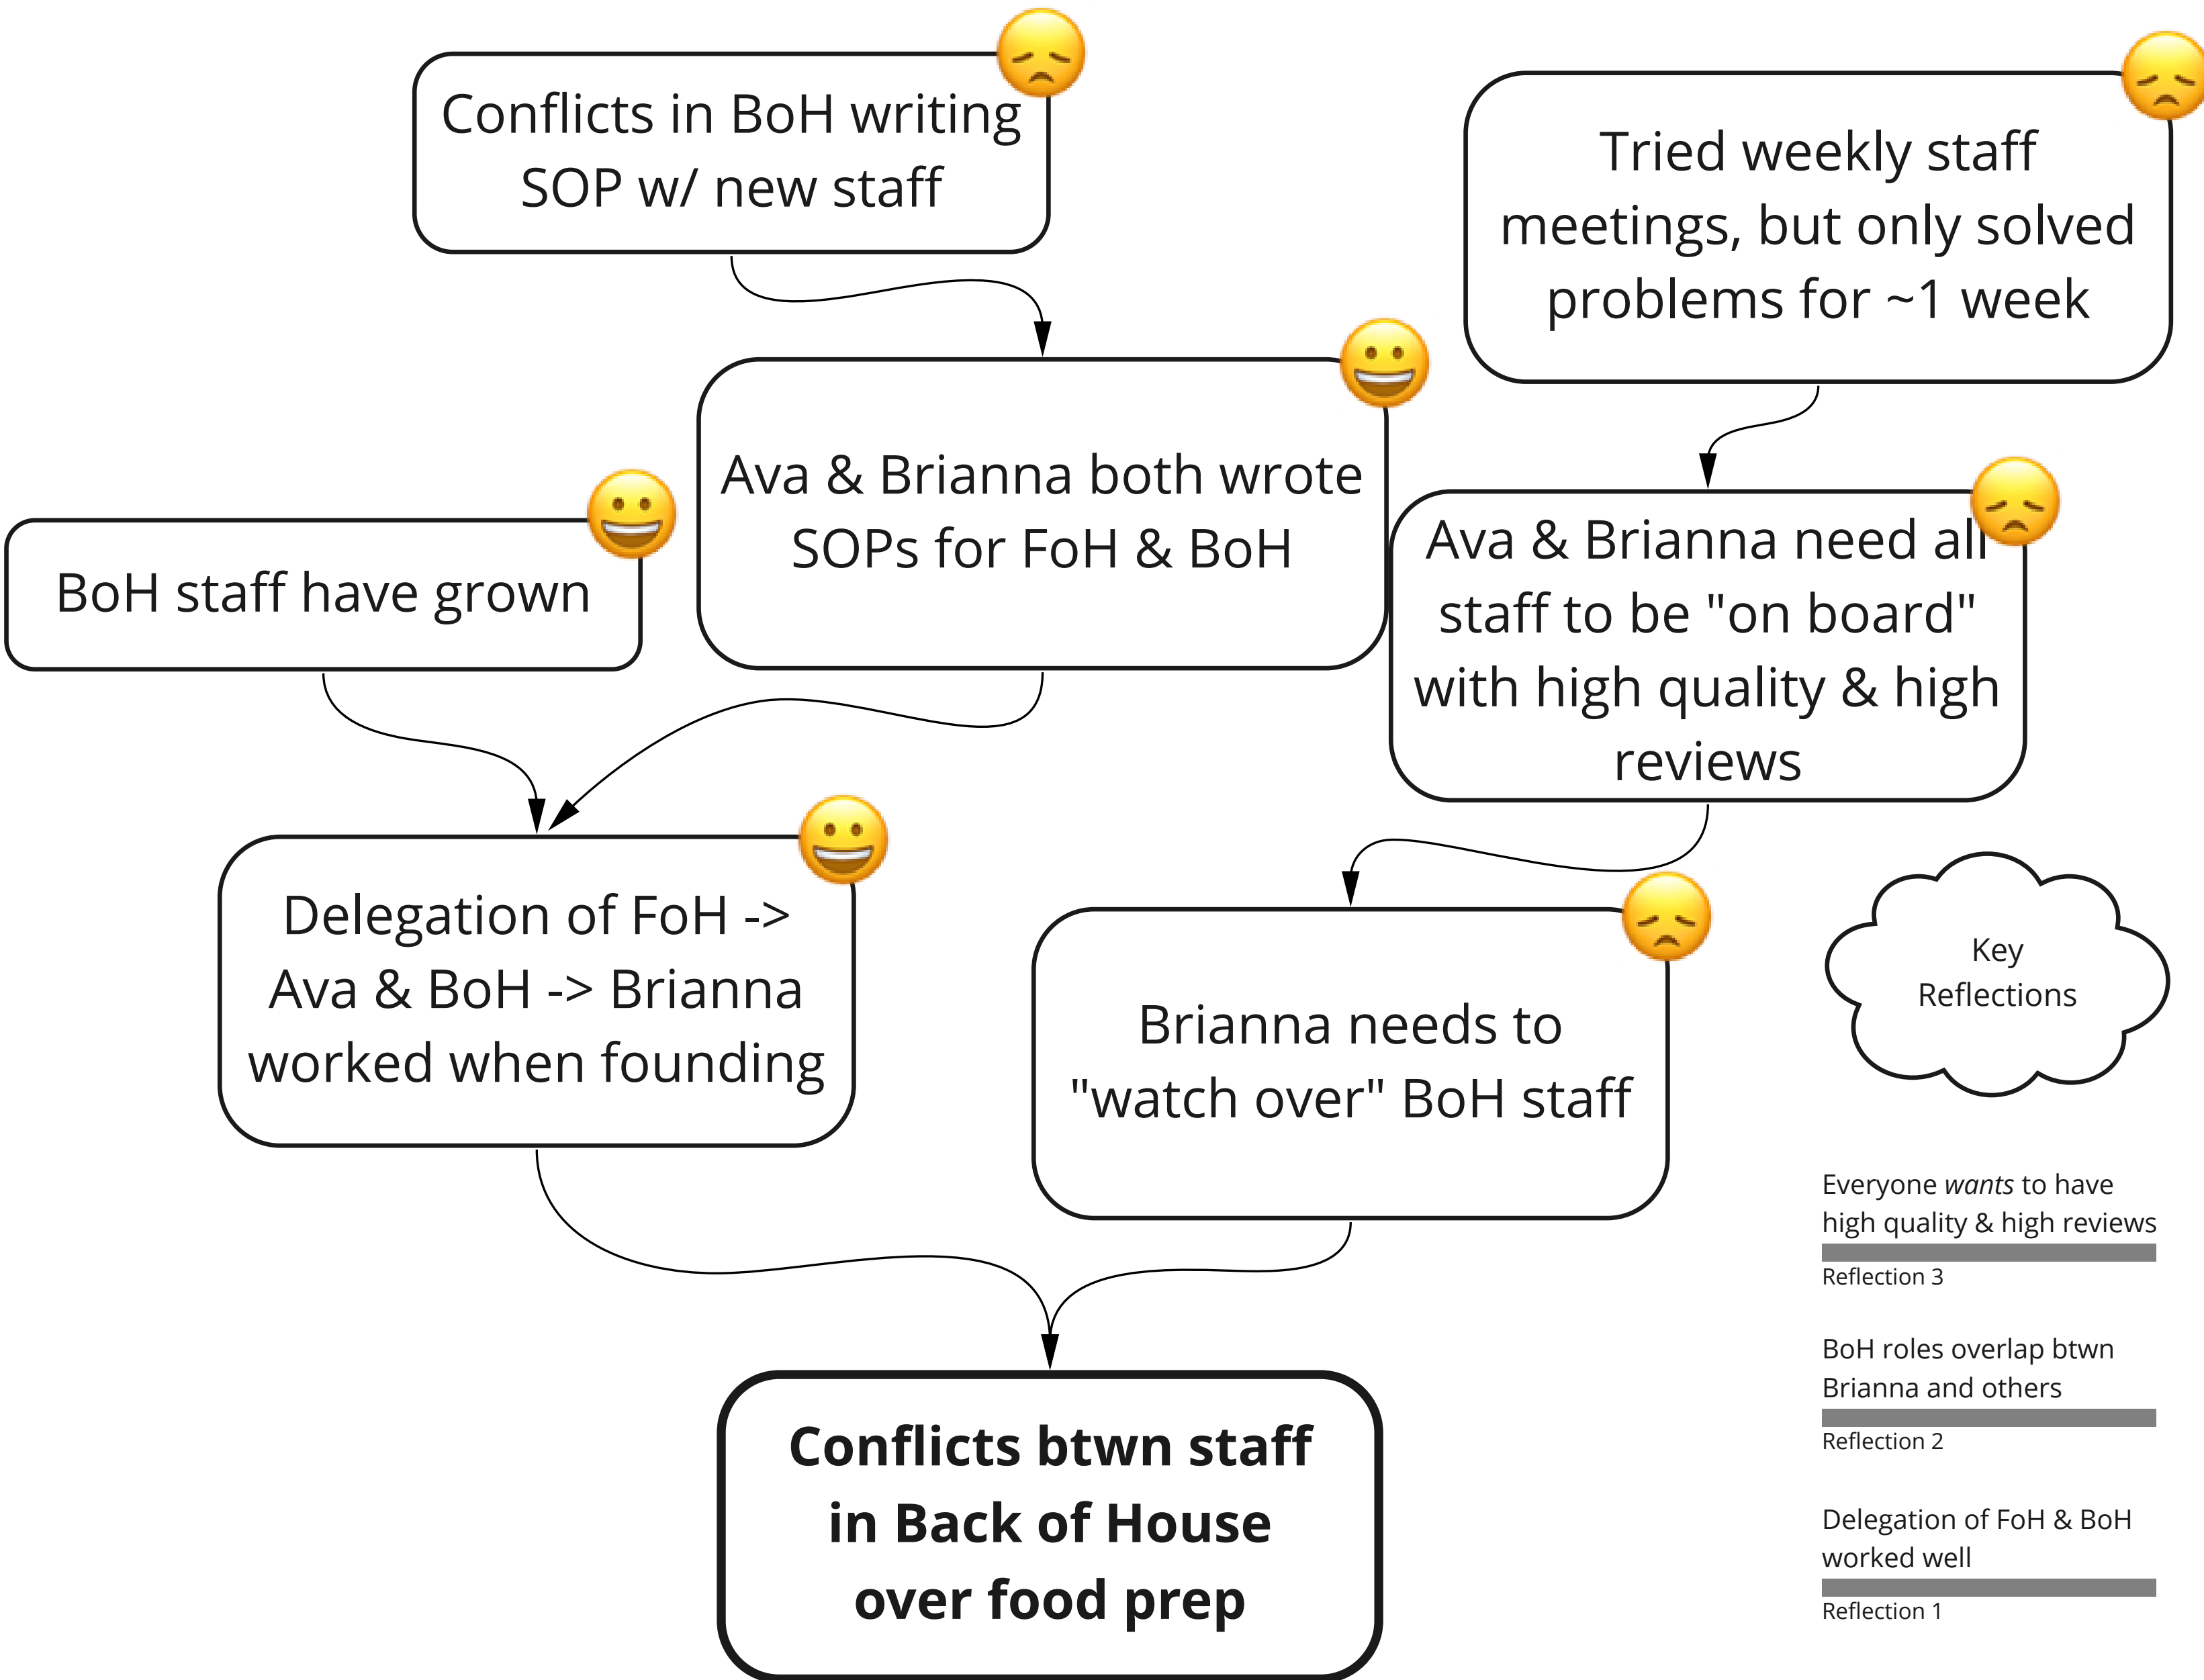 Conflicts in BoH writing
SOP w/ new staff
Tried weekly staff
meetings, but only solved
problems for ~1 week
Ava & Brianna both wrote
SOPs for FoH & BoH
BoH staff have grown
Ava & Brianna need all
staff to be "on board"
with high quality & high
reviews
Delegation of FoH ->
Ava & BoH -> Brianna
worked when founding
Brianna needs to
"watch over" BoH staff
Key
Reflections
Everyone wants to have
high quality & high reviews
Reflection 3
BoH roles overlap btwn
Brianna and others
Reflection 2
Delegation of FoH & BoH
worked well
Reflection 1
Conflicts btwn staff
in Back of House
over food prep